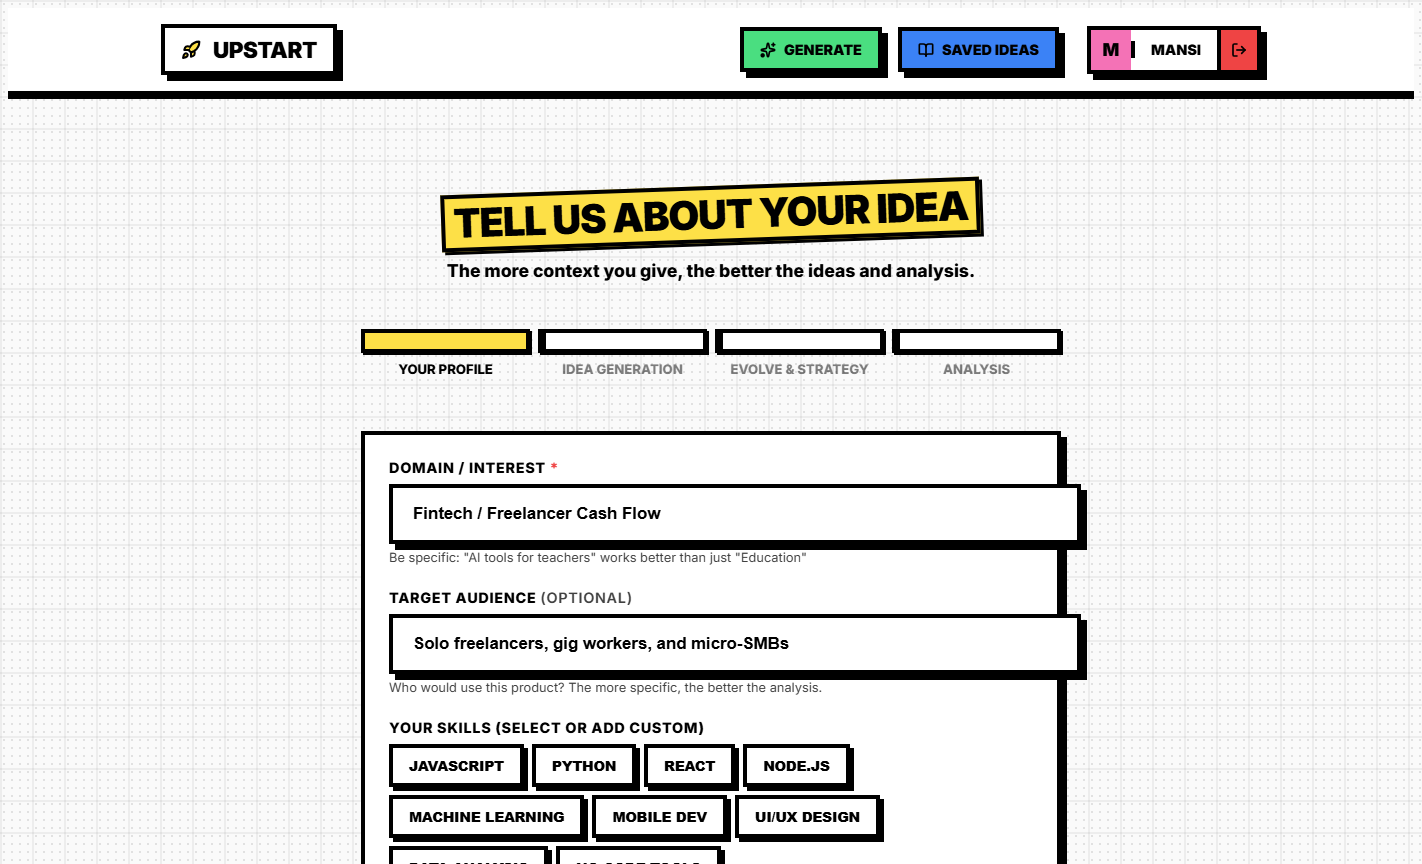 UPSTART
GENERATE
SAVED IDEAS
M
MANSI
TELL US ABOUT YOUR IDEA
The more context you give, the better the ideas and analysis.
YOUR PROFILE
IDEA GENERATION
EVOLVE & STRATEGY
ANALYSIS
DOMAIN / INTEREST *
Fintech / Freelancer Cash Flow
Be specific: "AI tools for teachers" works better than just "Education"
TARGET AUDIENCE (OPTIONAL)
Solo freelancers, gig workers, and micro-SMBs
Who would use this product? The more specific, the better the analysis.
YOUR SKILLS (SELECT OR ADD CUSTOM)
JAVASCRIPT
PYTHON
REACT
NODE.JS
MACHINE LEARNING
MOBILE DEV
UI/UX DESIGN